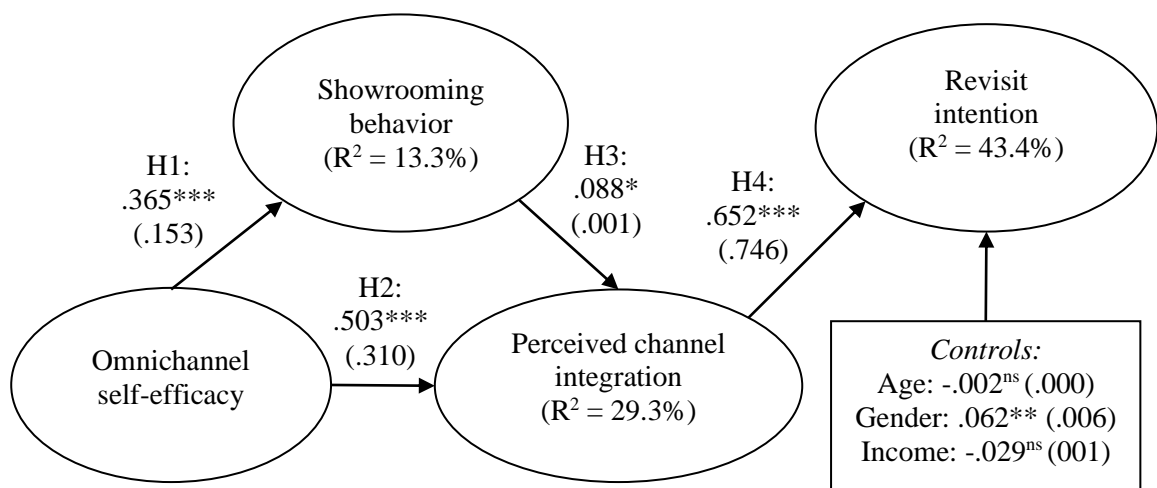 Showrooming
behavior
(R² = 13.3%)
Revisit
intention
(R² = 43.4%)
H1:
.365***
(.153)
H3:
.088*
(.001)
H4:
.652***
(.746)
H2:
.503***
(.310)
Omnichannel
self-efficacy
Perceived channel
integration
(R² = 29.3%)
Controls:
Age: -.002ⁿˢ (.000)
Gender: .062** (.006)
Income: -.029ⁿˢ (001)